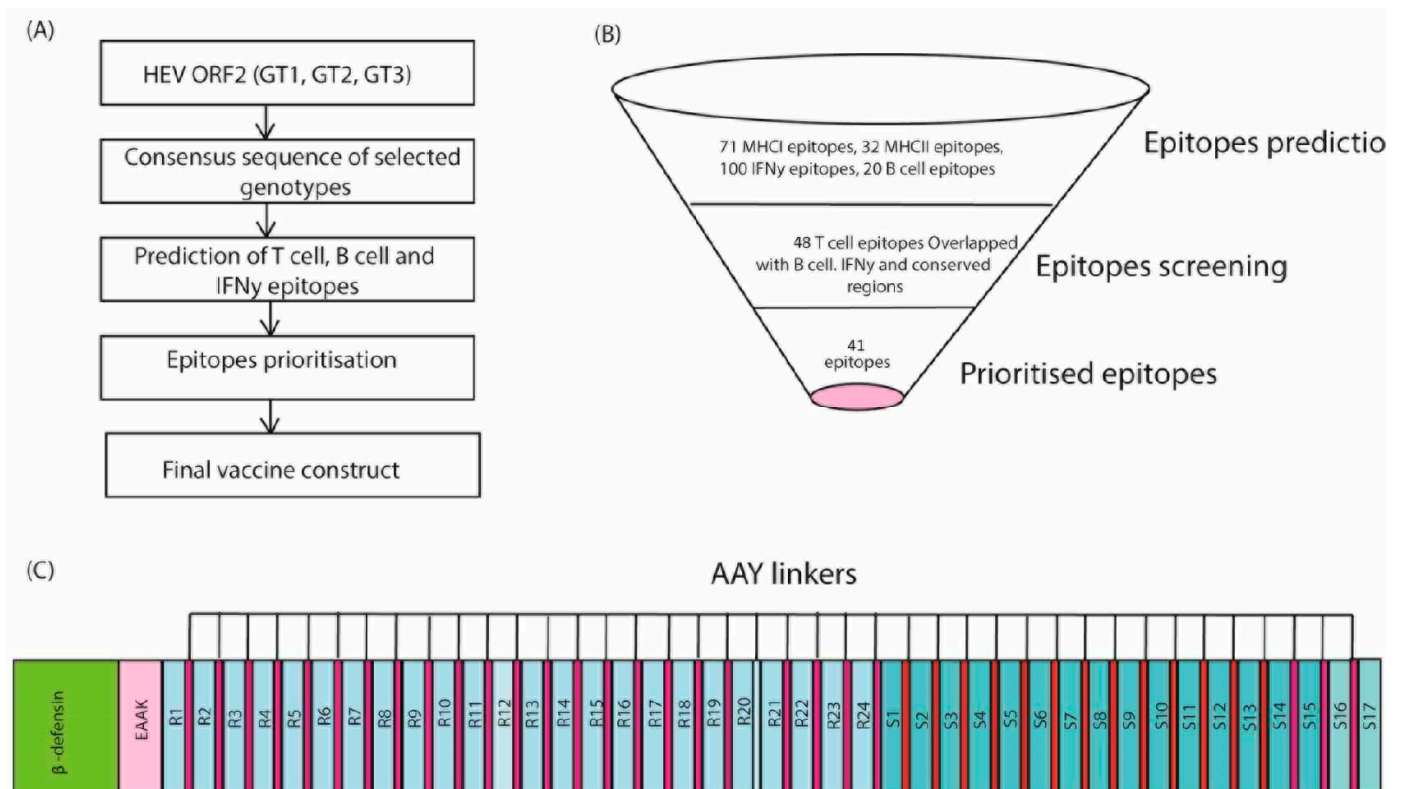 (A)
HEV ORF2 (GT1, GT2, GT3)
Consensus sequence of selected
genotypes
Prediction of T cell, B cell and
IFNy epitopes
Epitopes prioritisation
Final vaccine construct
(B)
71 MHCI epitopes, 32 MHCII epitopes,
100 IFNy epitopes, 20 B cell epitopes
Epitopes predictio
48 T cell epitopes Overlapped
with B cell. IFNy and conserved
regions
Epitopes screening
41
epitopes
Prioritised epitopes
(C)
AAY linkers
β -defensin
EAAK
R1
R2
R3
R4
R5
R6
R7
R8
R9
R10
R11
R12
R13
R14
R15
R16
R17
R18
R19
R20
R21
R22
R23
R24
S1
S2
S3
S4
S5
S6
S7
S8
S9
S10
S11
S12
S13
S14
S15
S16
S17